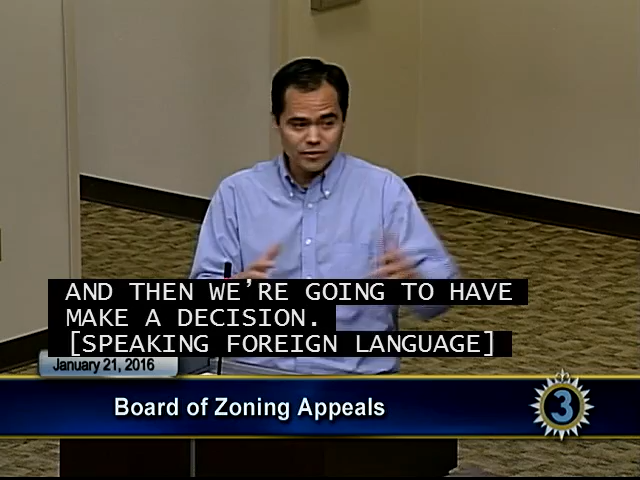 AND THEN WE'RE GOING TO HAVE
MAKE A DECISION.
[SPEAKING FOREIGN LANGUAGE]
January 21, 2016
Board of Zoning Appeals
3